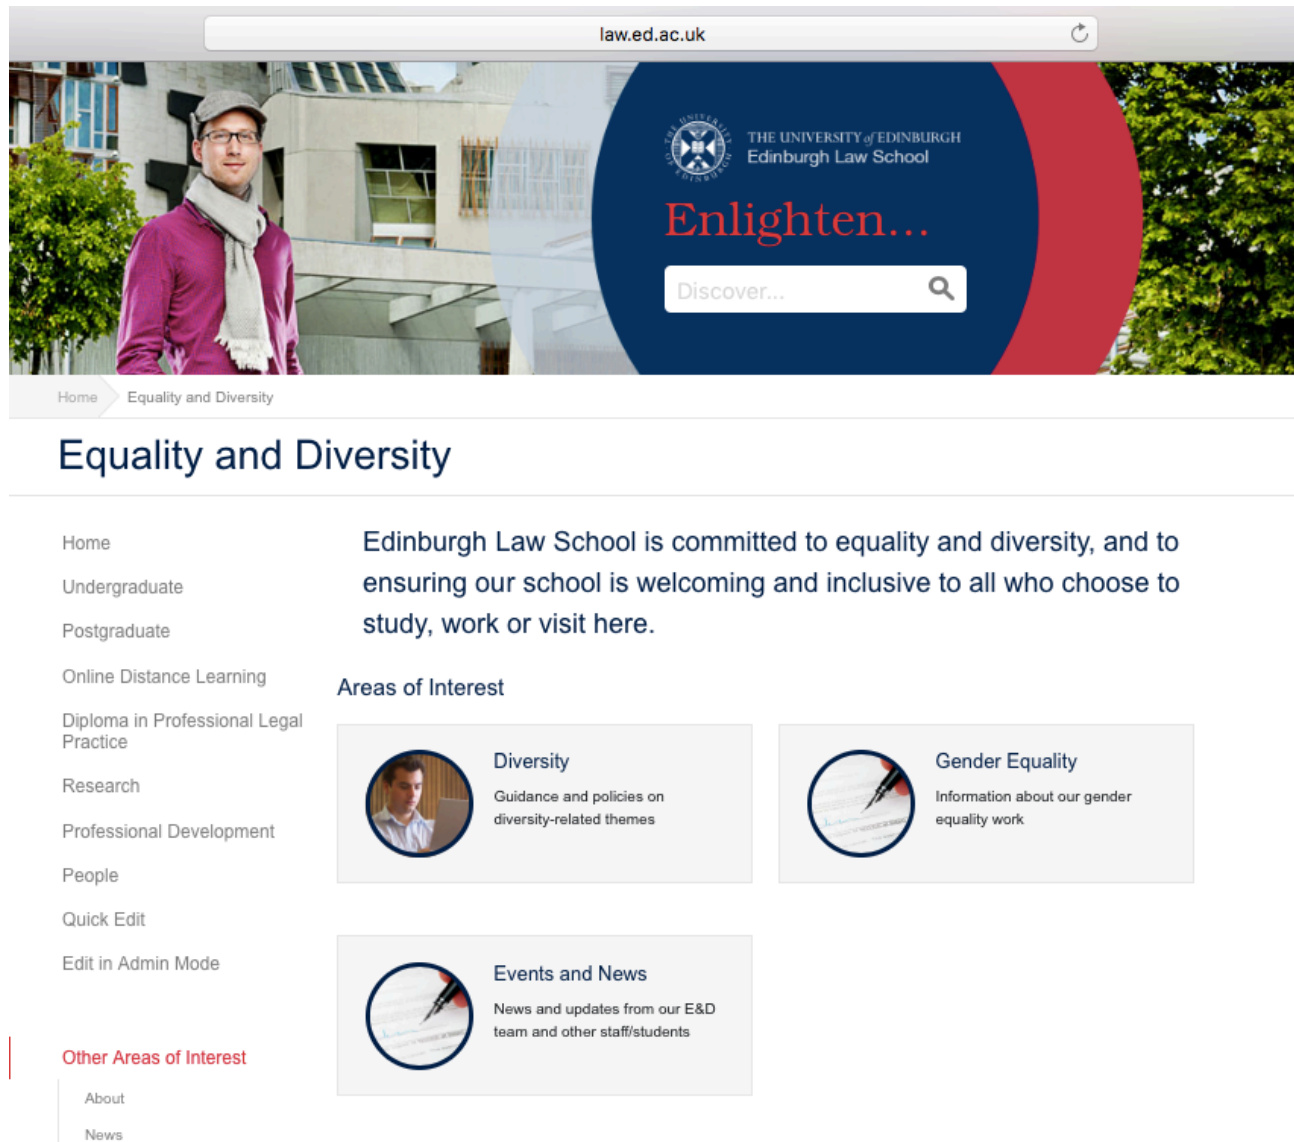 law.ed.ac.uk
THE UNIVERSITY of EDINBURGH
Edinburgh Law School
Enlighten...
Discover...
Home
Equality and Diversity
Equality and Diversity
Home
Undergraduate
Postgraduate
Online Distance Learning
Diploma in Professional Legal
Practice
Research
Professional Development
People
Quick Edit
Edit in Admin Mode
Other Areas of Interest
About
News
Edinburgh Law School is committed to equality and diversity, and to
ensuring our school is welcoming and inclusive to all who choose to
study, work or visit here.
Areas of Interest
Diversity
Guidance and policies on
diversity-related themes
Gender Equality
Information about our gender
equality work
Events and News
News and updates from our E&D
team and other staff/students